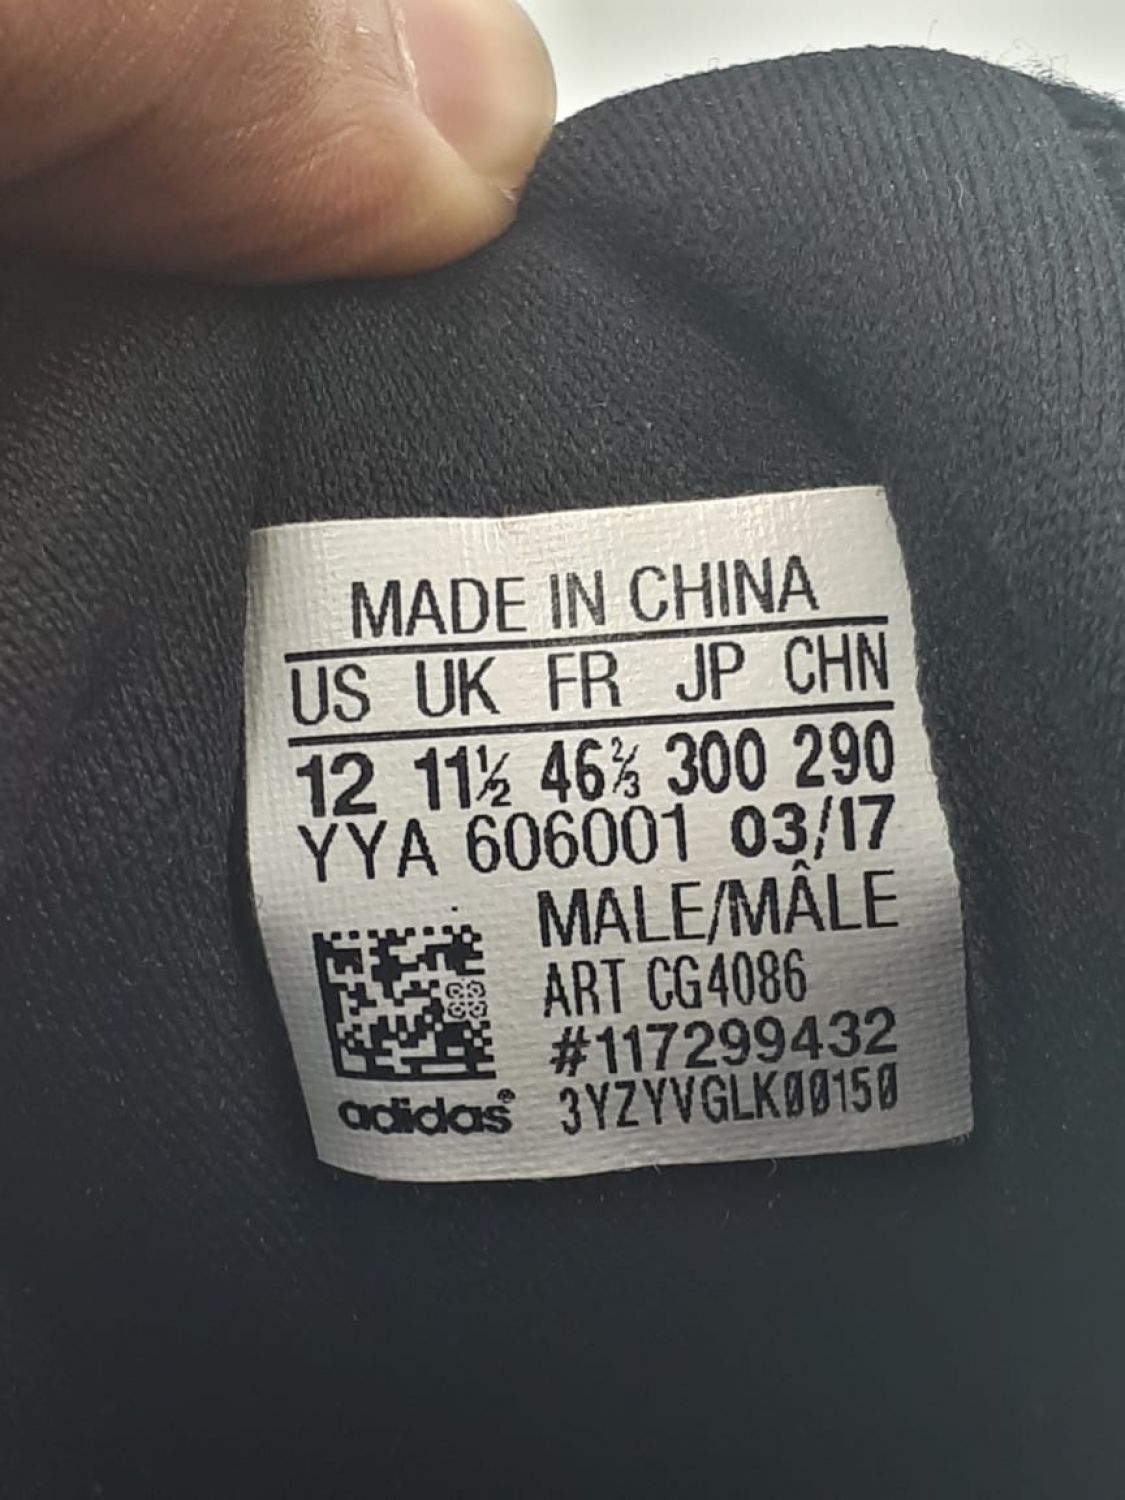 MADE IN CHINA
US UK FR JP CHN
12 11½ 46⅔ 300 290
YYA 606001 03/17
MALE/MÂLE
ART CG4086
#117299432
adidas® 3YZYVGLK00150